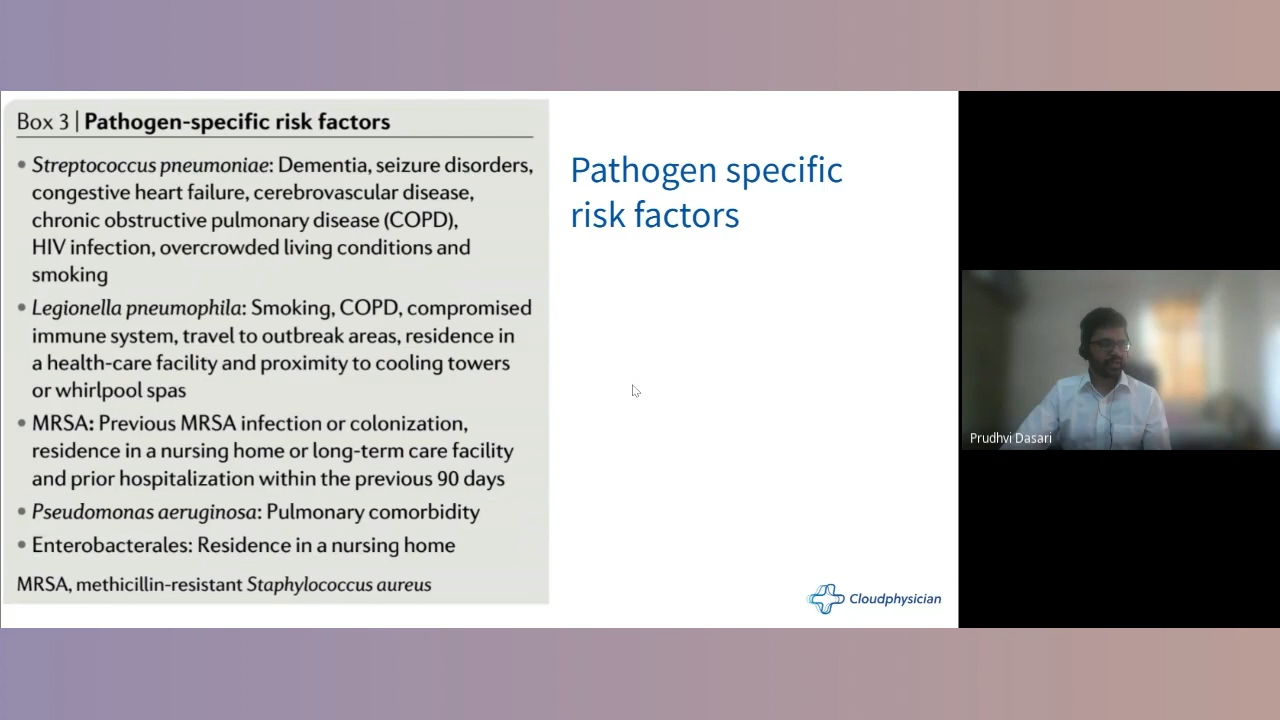 Box 3 | Pathogen-specific risk factors
• Streptococcus pneumoniae: Dementia, seizure disorders,
congestive heart failure, cerebrovascular disease,
chronic obstructive pulmonary disease (COPD),
HIV infection, overcrowded living conditions and
smoking
• Legionella pneumophila: Smoking, COPD, compromised
immune system, travel to outbreak areas, residence in
a health-care facility and proximity to cooling towers
or whirlpool spas
• MRSA: Previous MRSA infection or colonization,
residence in a nursing home or long-term care facility
and prior hospitalization within the previous 90 days
• Pseudomonas aeruginosa: Pulmonary comorbidity
• Enterobacterales: Residence in a nursing home
MRSA, methicillin-resistant Staphylococcus aureus
Pathogen specific
risk factors
Cloudphysician
Prudhvi Dasari